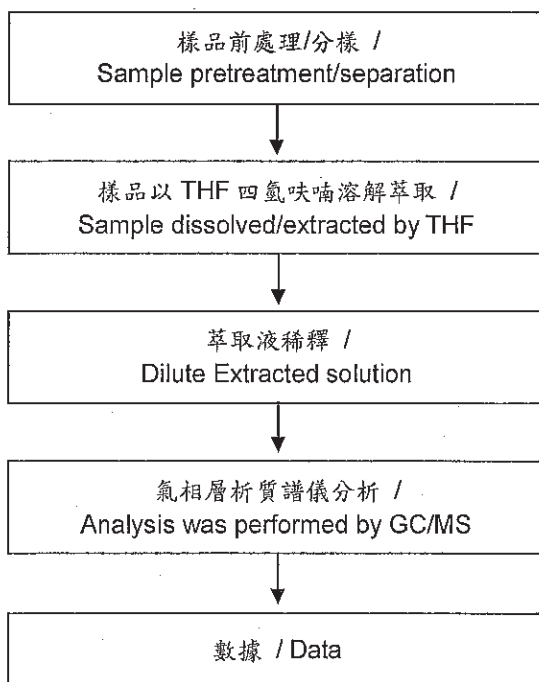 樣品前處理/分樣 /
Sample pretreatment/separation
樣品以 THF 四氫呋喃溶解萃取 /
Sample dissolved/extracted by THF
萃取液稀釋 /
Dilute Extracted solution
氣相層析質譜儀分析 /
Analysis was performed by GC/MS
數據 / Data